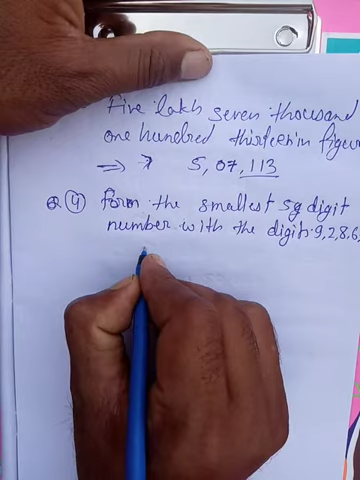 Five lakh seven thousand
one hundred thirteen in figur
⇒ 5,07,113
Q (4) Form the smallest 5 digit
number with the digits 9,2,8,6,